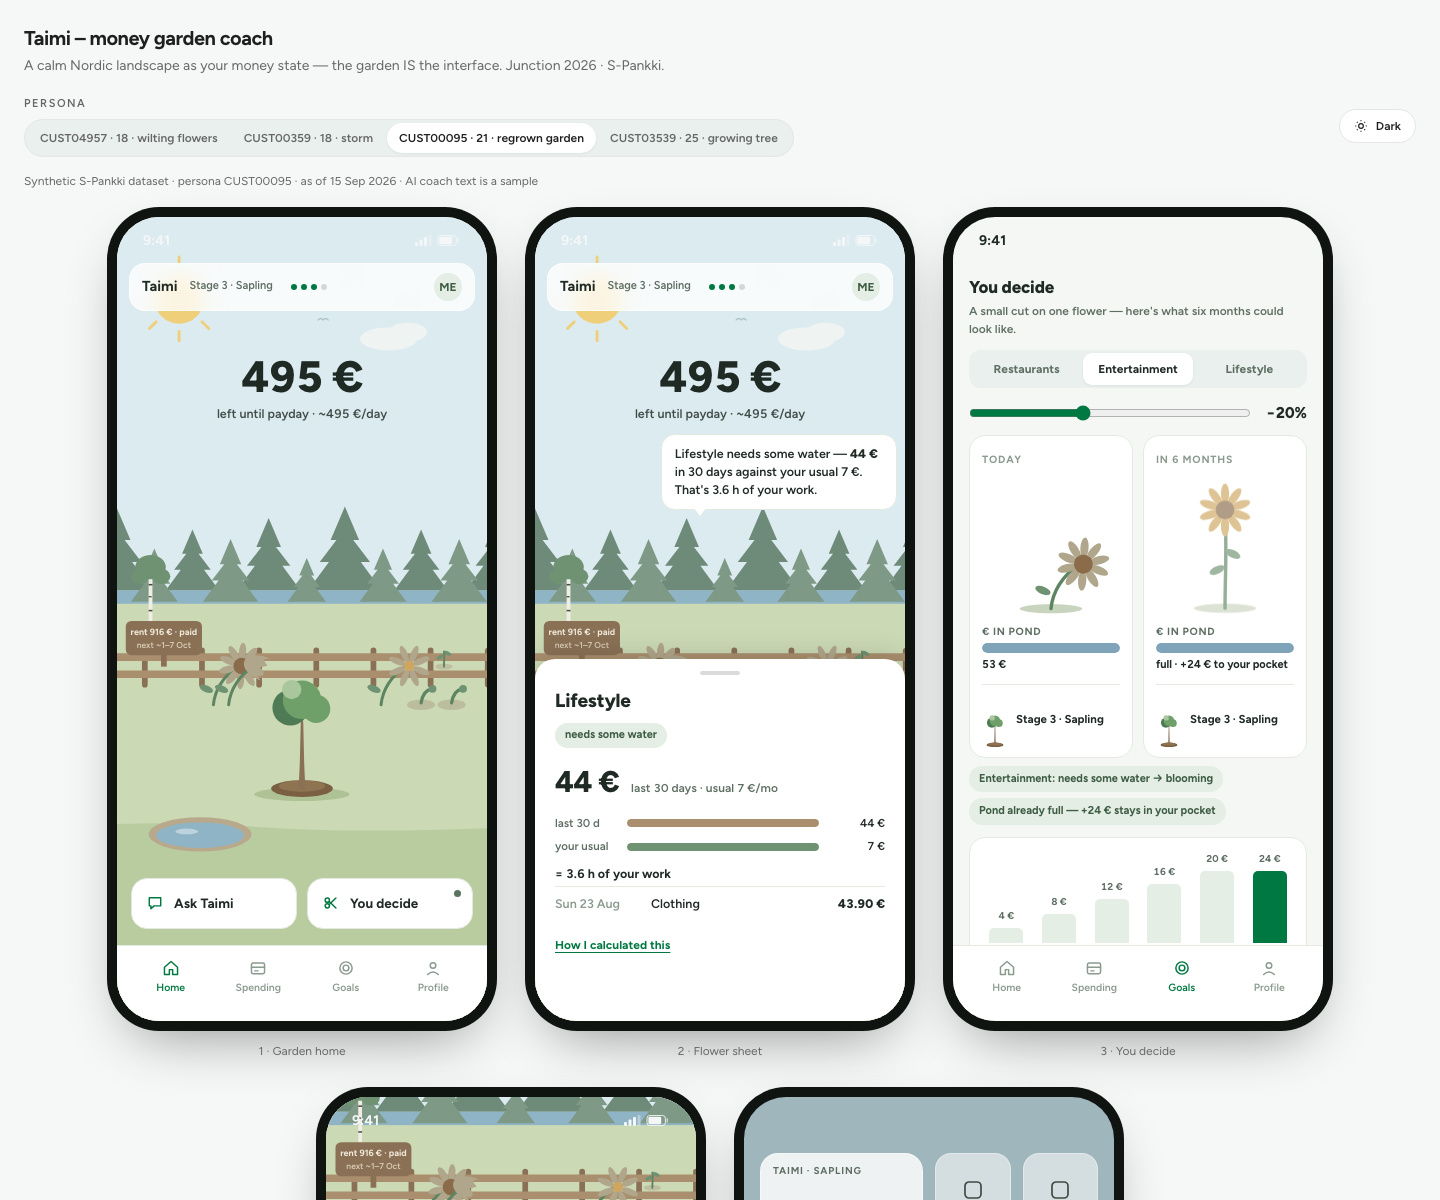 Taimi – money garden coach
A calm Nordic landscape as your money state — the garden IS the interface. Junction 2026 · S-Pankki.
PERSONA
CUST04957 · 18 · wilting flowers
CUST00359 · 18 · storm
CUST00095 · 21 · regrown garden
CUST03539 · 25 · growing tree
Dark
Synthetic S-Pankki dataset · persona CUST00095 · as of 15 Sep 2026 · AI coach text is a sample
9:41
Taimi
Stage 3 · Sapling
ME
495 €
left until payday · ~495 €/day
rent 916 € · paid
next ~1–7 Oct
Ask Taimi
You decide
Home
Spending
Goals
Profile
1 · Garden home
9:41
Taimi
Stage 3 · Sapling
ME
495 €
left until payday · ~495 €/day
Lifestyle needs some water — 44 €
in 30 days against your usual 7 €.
That's 3.6 h of your work.
rent 916 € · paid
next ~1–7 Oct
Lifestyle
needs some water
44 €
last 30 days · usual 7 €/mo
last 30 d
44 €
your usual
7 €
= 3.6 h of your work
Sun 23 Aug
Clothing
43.90 €
How I calculated this
2 · Flower sheet
9:41
You decide
A small cut on one flower — here's what six months could
look like.
Restaurants
Entertainment
Lifestyle
-20%
TODAY
€ IN POND
53 €
Stage 3 · Sapling
IN 6 MONTHS
€ IN POND
full · +24 € to your pocket
Stage 3 · Sapling
Entertainment: needs some water → blooming
Pond already full — +24 € stays in your pocket
4 €
8 €
12 €
16 €
20 €
24 €
Home
Spending
Goals
Profile
3 · You decide
9:41
rent 916 € · paid
next ~1–7 Oct
TAIMI · SAPLING